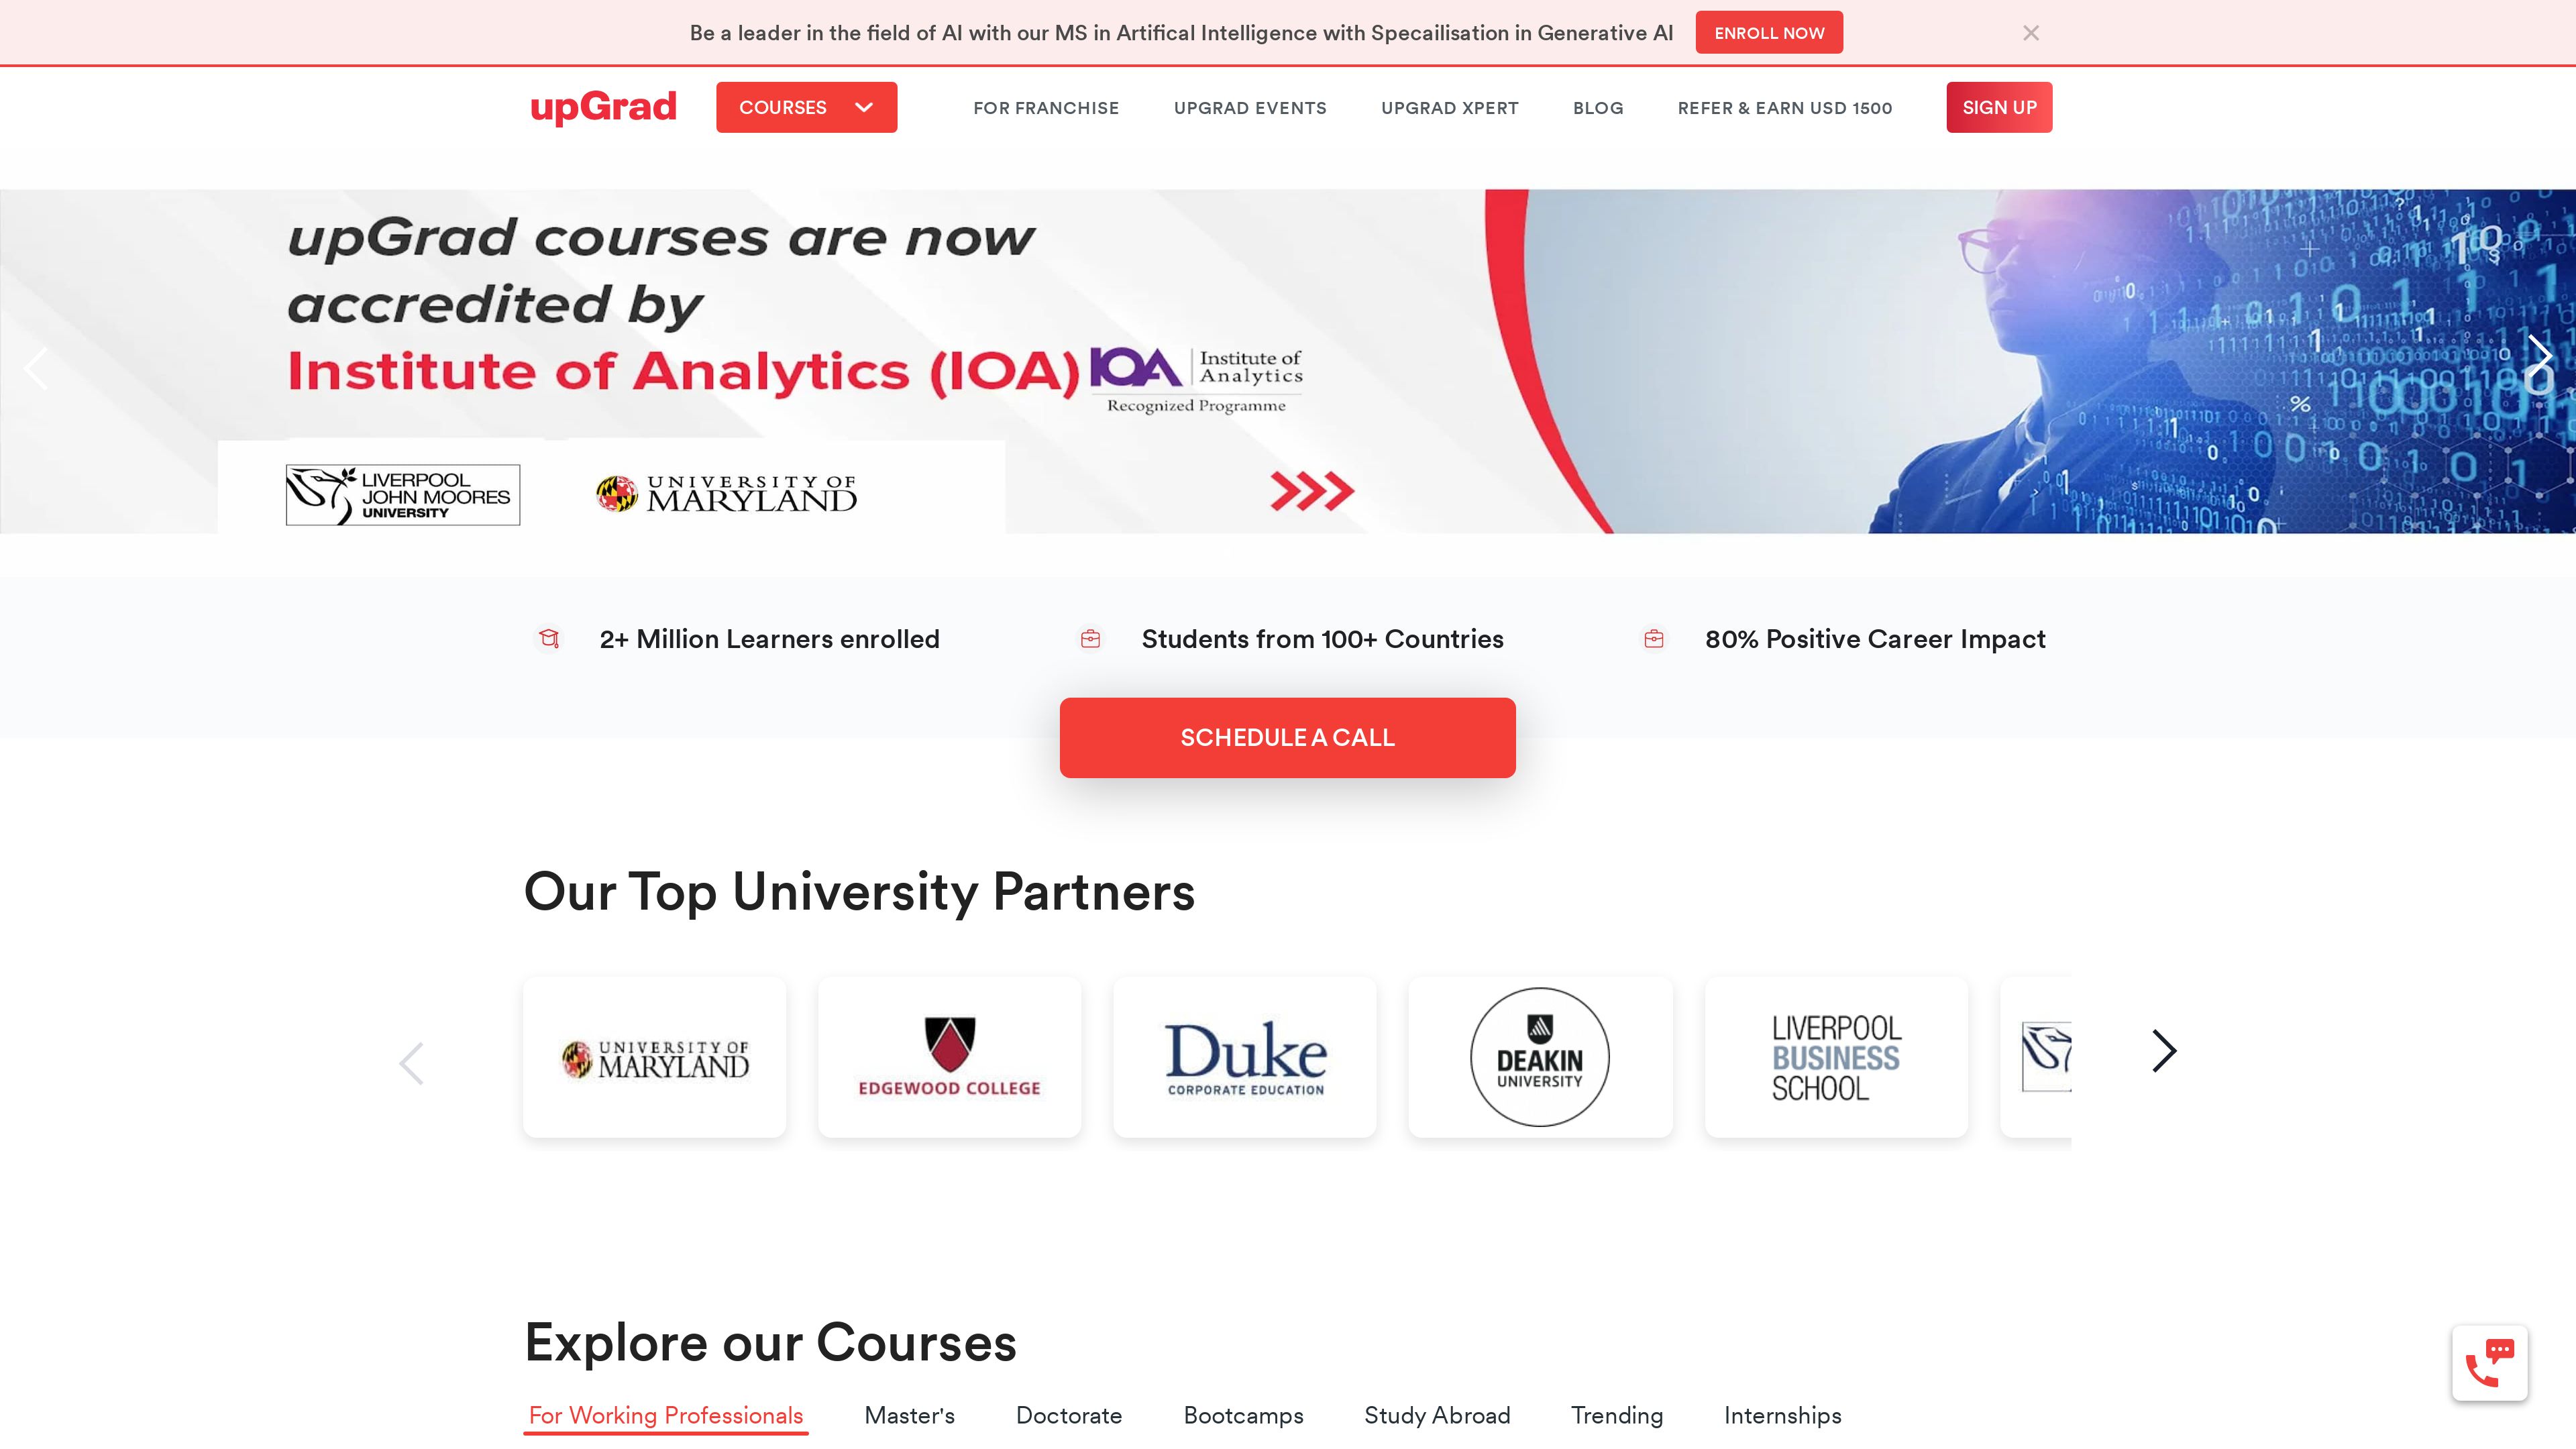 Be a leader in the field of AI with our MS in Artifical Intelligence with Specailisation in Generative AI
ENROLL NOW
upGrad
COURSES
FOR FRANCHISE
UPGRAD EVENTS
UPGRAD XPERT
BLOG
REFER & EARN USD 1500
SIGN UP
upGrad courses are now
accredited by
Institute of Analytics (IOA)
IOA
Institute of
Analytics
Recognized Programme
LIVERPOOL
JOHN MOORES
UNIVERSITY
UNIVERSITY OF
MARYLAND
2+ Million Learners enrolled
Students from 100+ Countries
80% Positive Career Impact
SCHEDULE A CALL
Our Top University Partners
UNIVERSITY OF
MARYLAND
EDGEWOOD COLLEGE
Duke
CORPORATE EDUCATION
DEAKIN
UNIVERSITY
LIVERPOOL
BUSINESS
SCHOOL
Explore our Courses
For Working Professionals
Master's
Doctorate
Bootcamps
Study Abroad
Trending
Internships